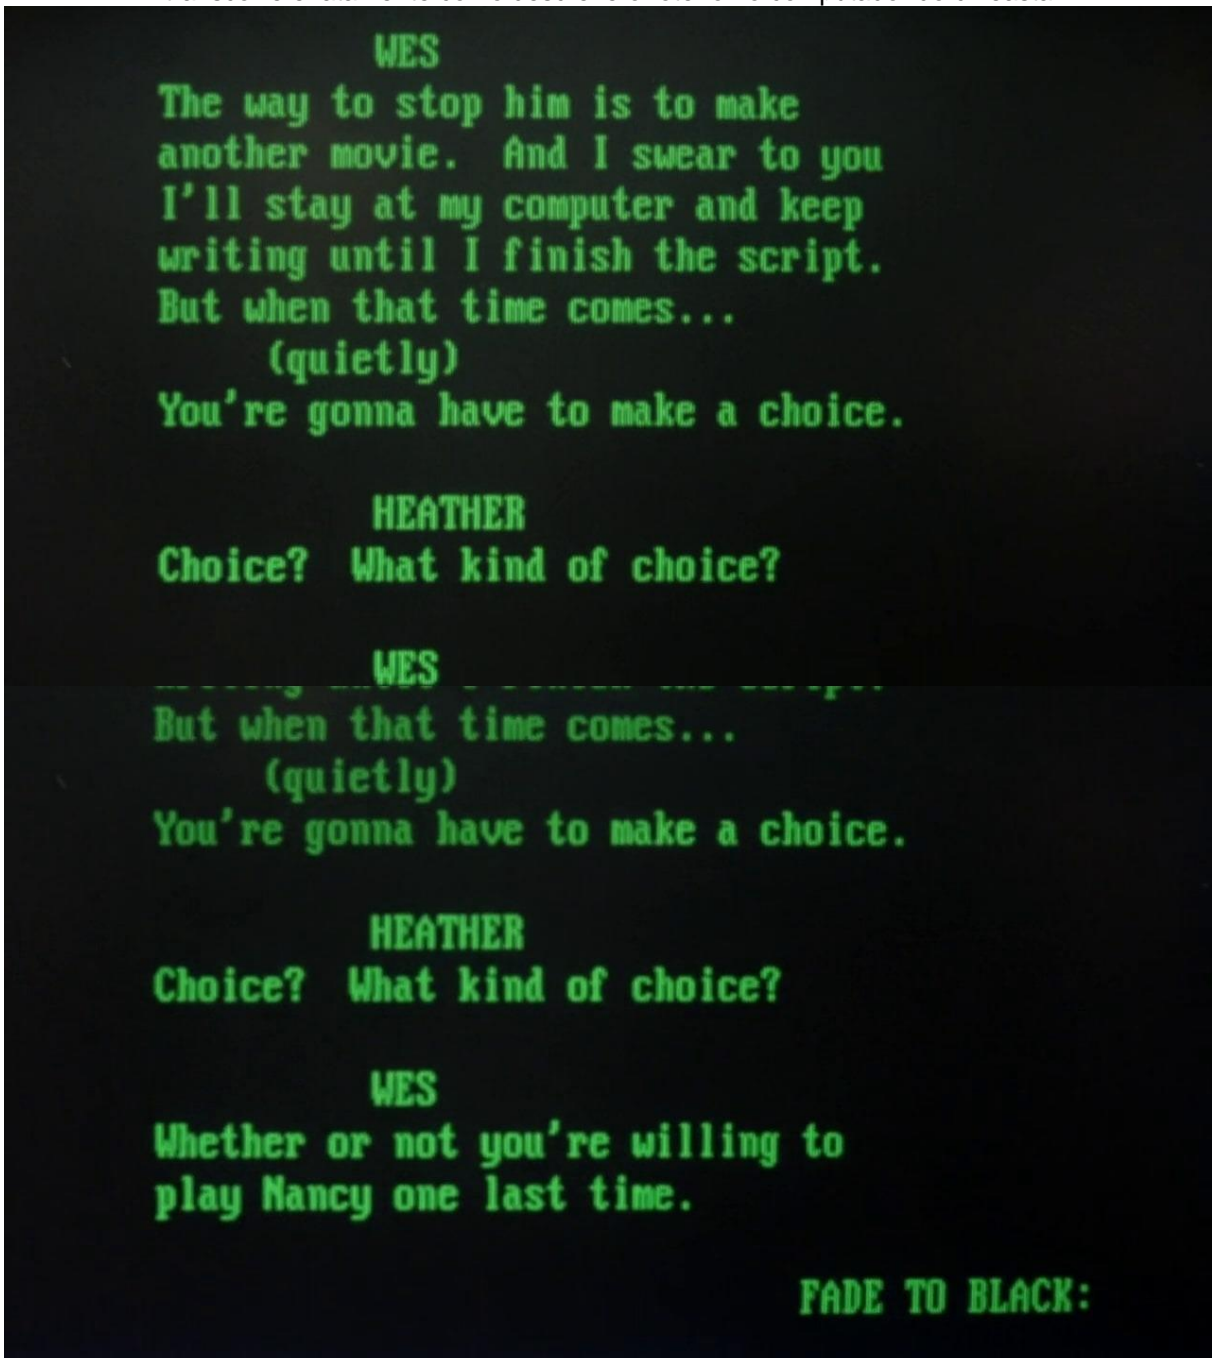 WES
The way to stop him is to make
another movie. And I swear to you
I'll stay at my computer and keep
writing until I finish the script.
But when that time comes...
(quietly)
You're gonna have to make a choice.
HEATHER
Choice? What kind of choice?
WES
But when that time comes...
(quietly)
You're gonna have to make a choice.
HEATHER
Choice? What kind of choice?
WES
Whether or not you're willing to
play Nancy one last time.
FADE TO BLACK: